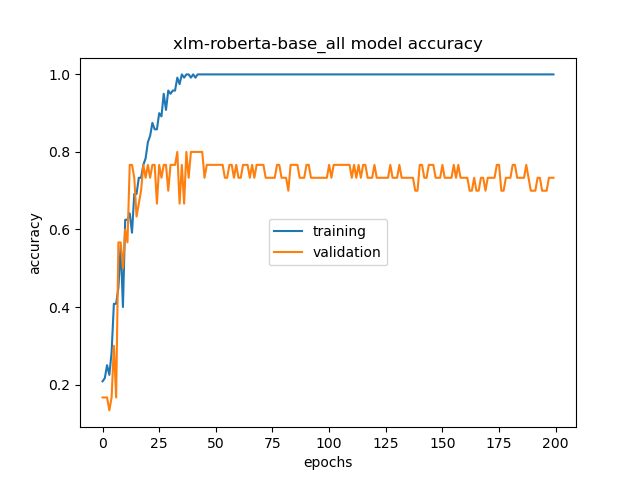 xlm-roberta-base_all model accuracy
1.0
0.8
0.6
0.4
0.2
accuracy
training
validation
0 25 50 75 100 125 150 175 200
epochs